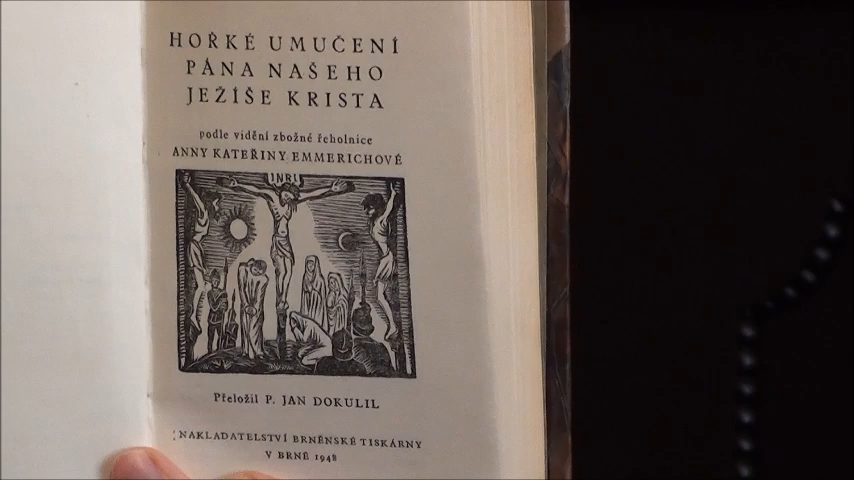 HOŘKÉ UMUČENÍ
PÁNA NAŠEHO
JEŽÍŠE KRISTA
podle vidění zbožné řeholnice
ANNY KATEŘINY EMMERICHOVÉ
INRI
Přeložil P. JAN DOKULIL
NAKLADATELSTVÍ BRNĚNSKÉ TISKÁRNY
V BRNĚ 1948